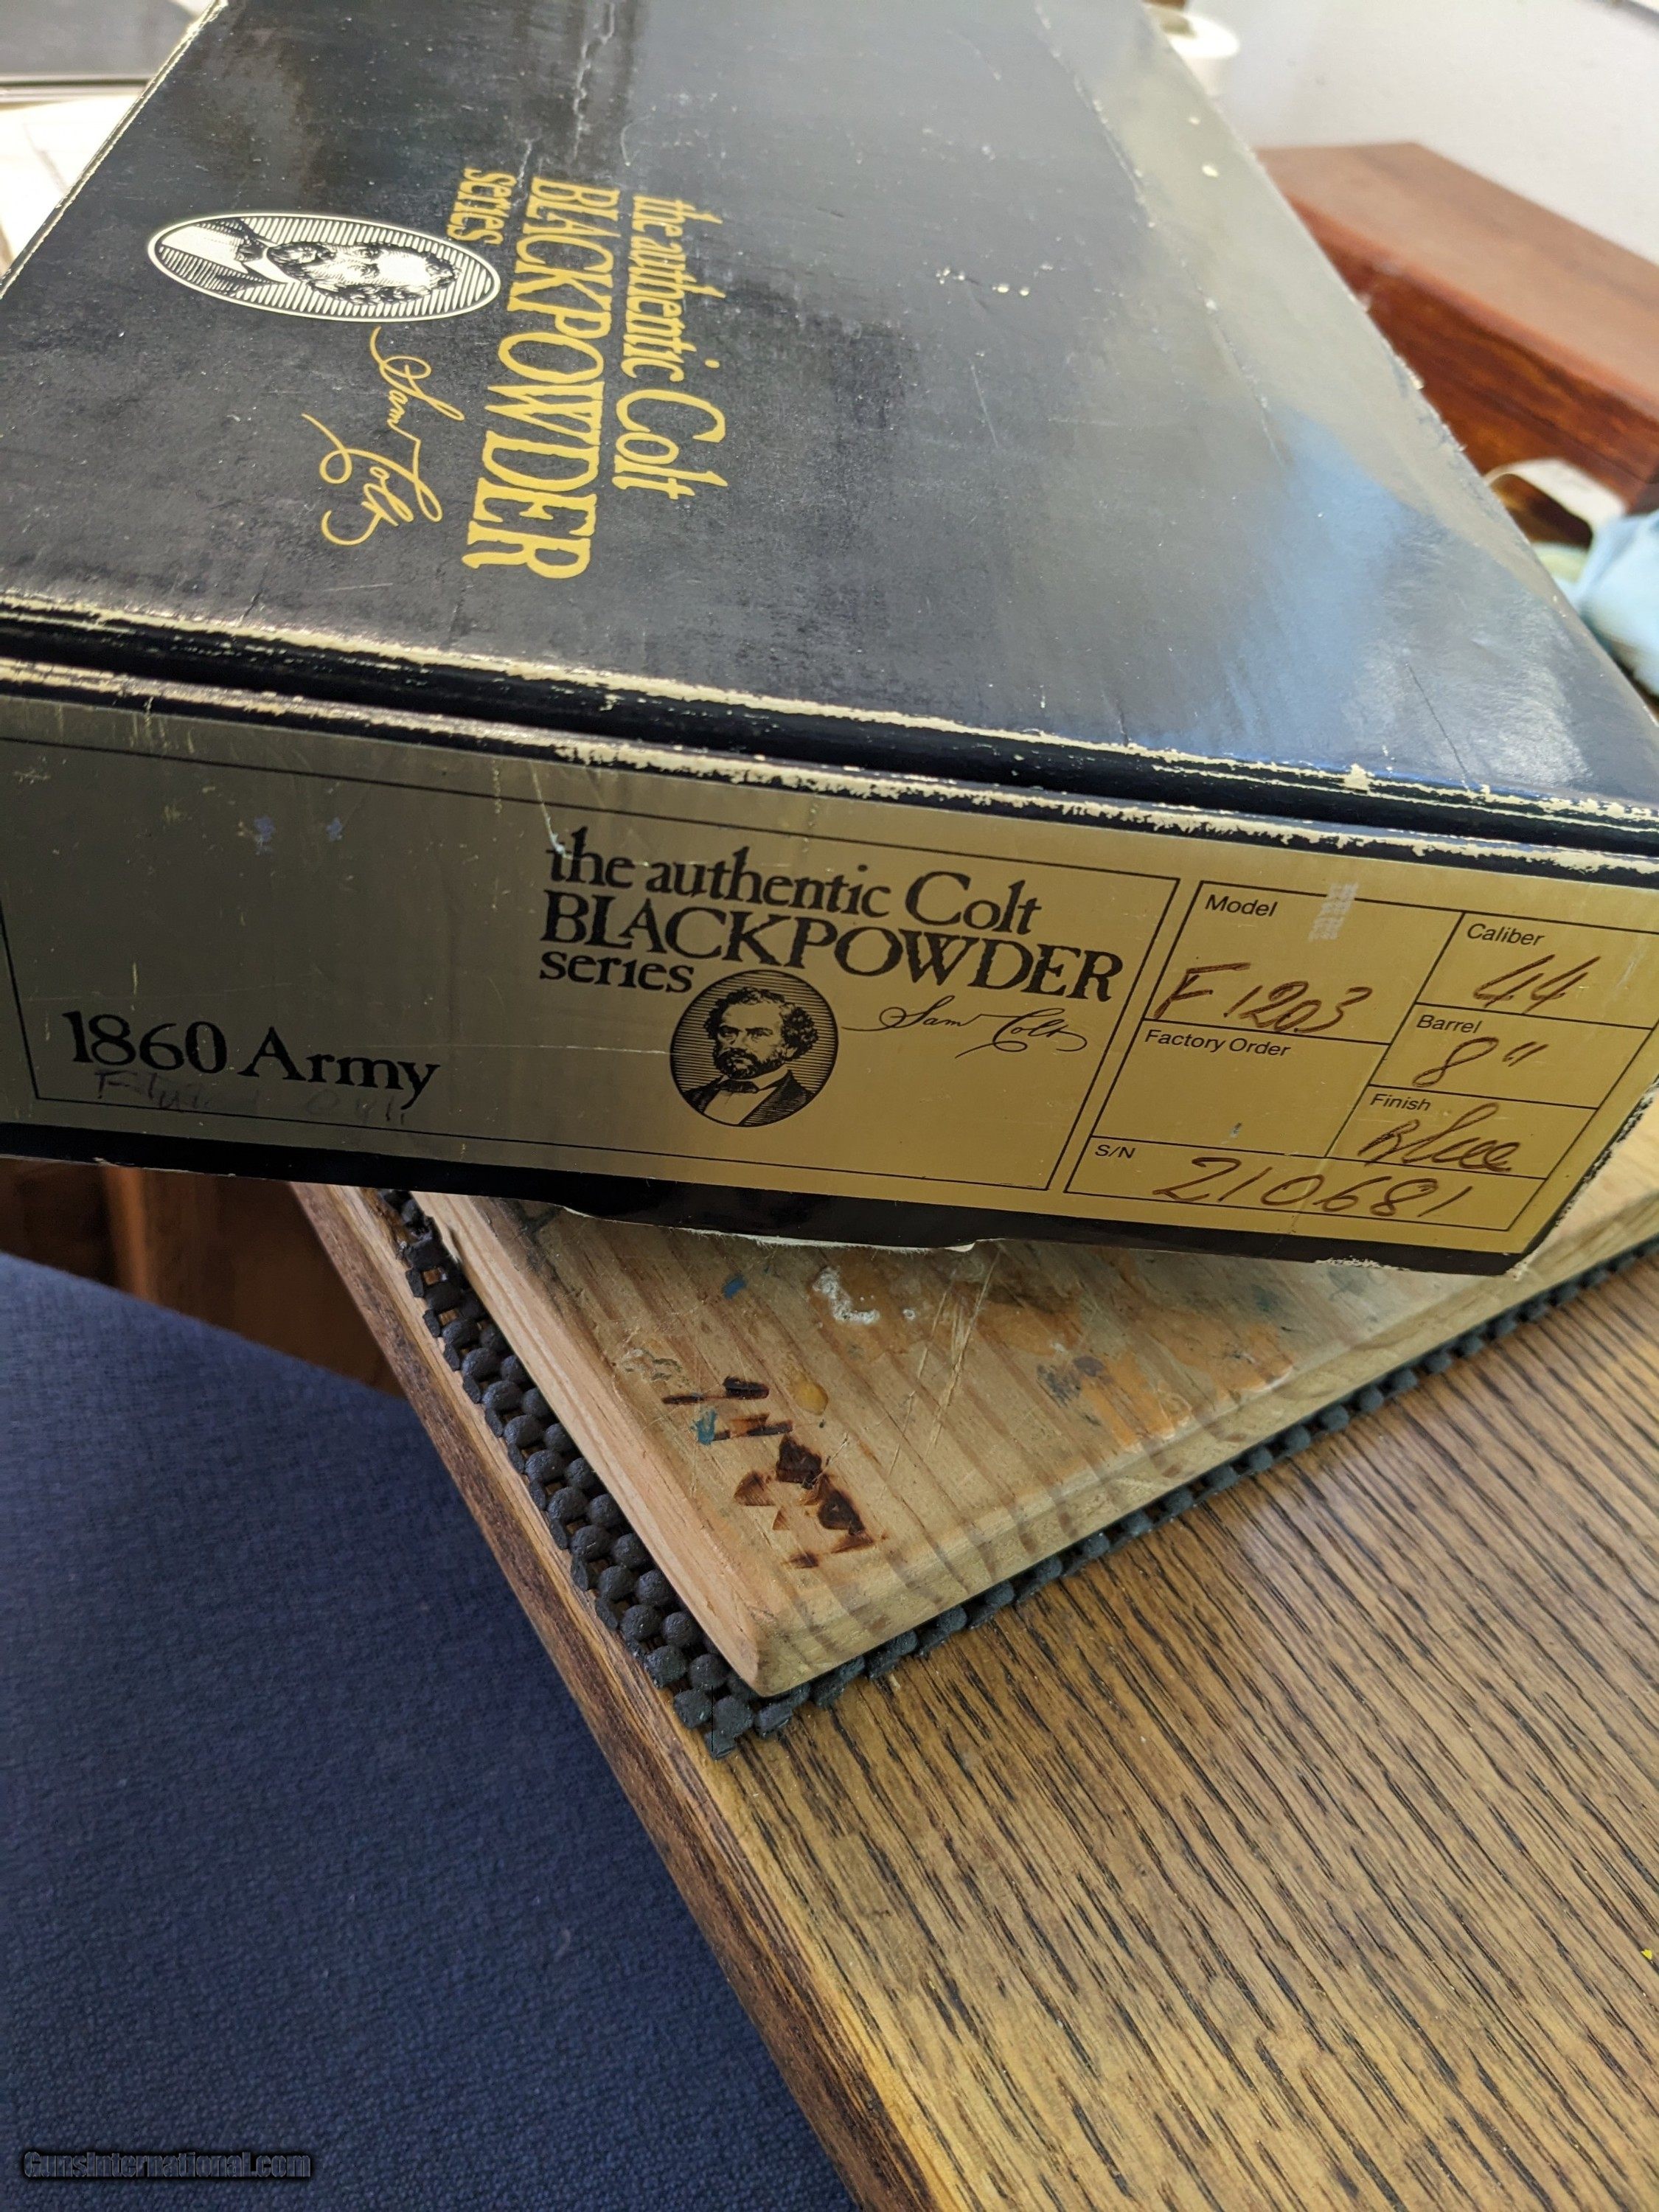 the authentic Colt
BLACKPOWDER
series
Sam Colt
the authentic Colt
BLACKPOWDER
series
Sam Colt
1860 Army
Model
F1203
Caliber
44
Factory Order
Barrel
8"
Finish
Blue
S/N
210681
GunsInternational.com